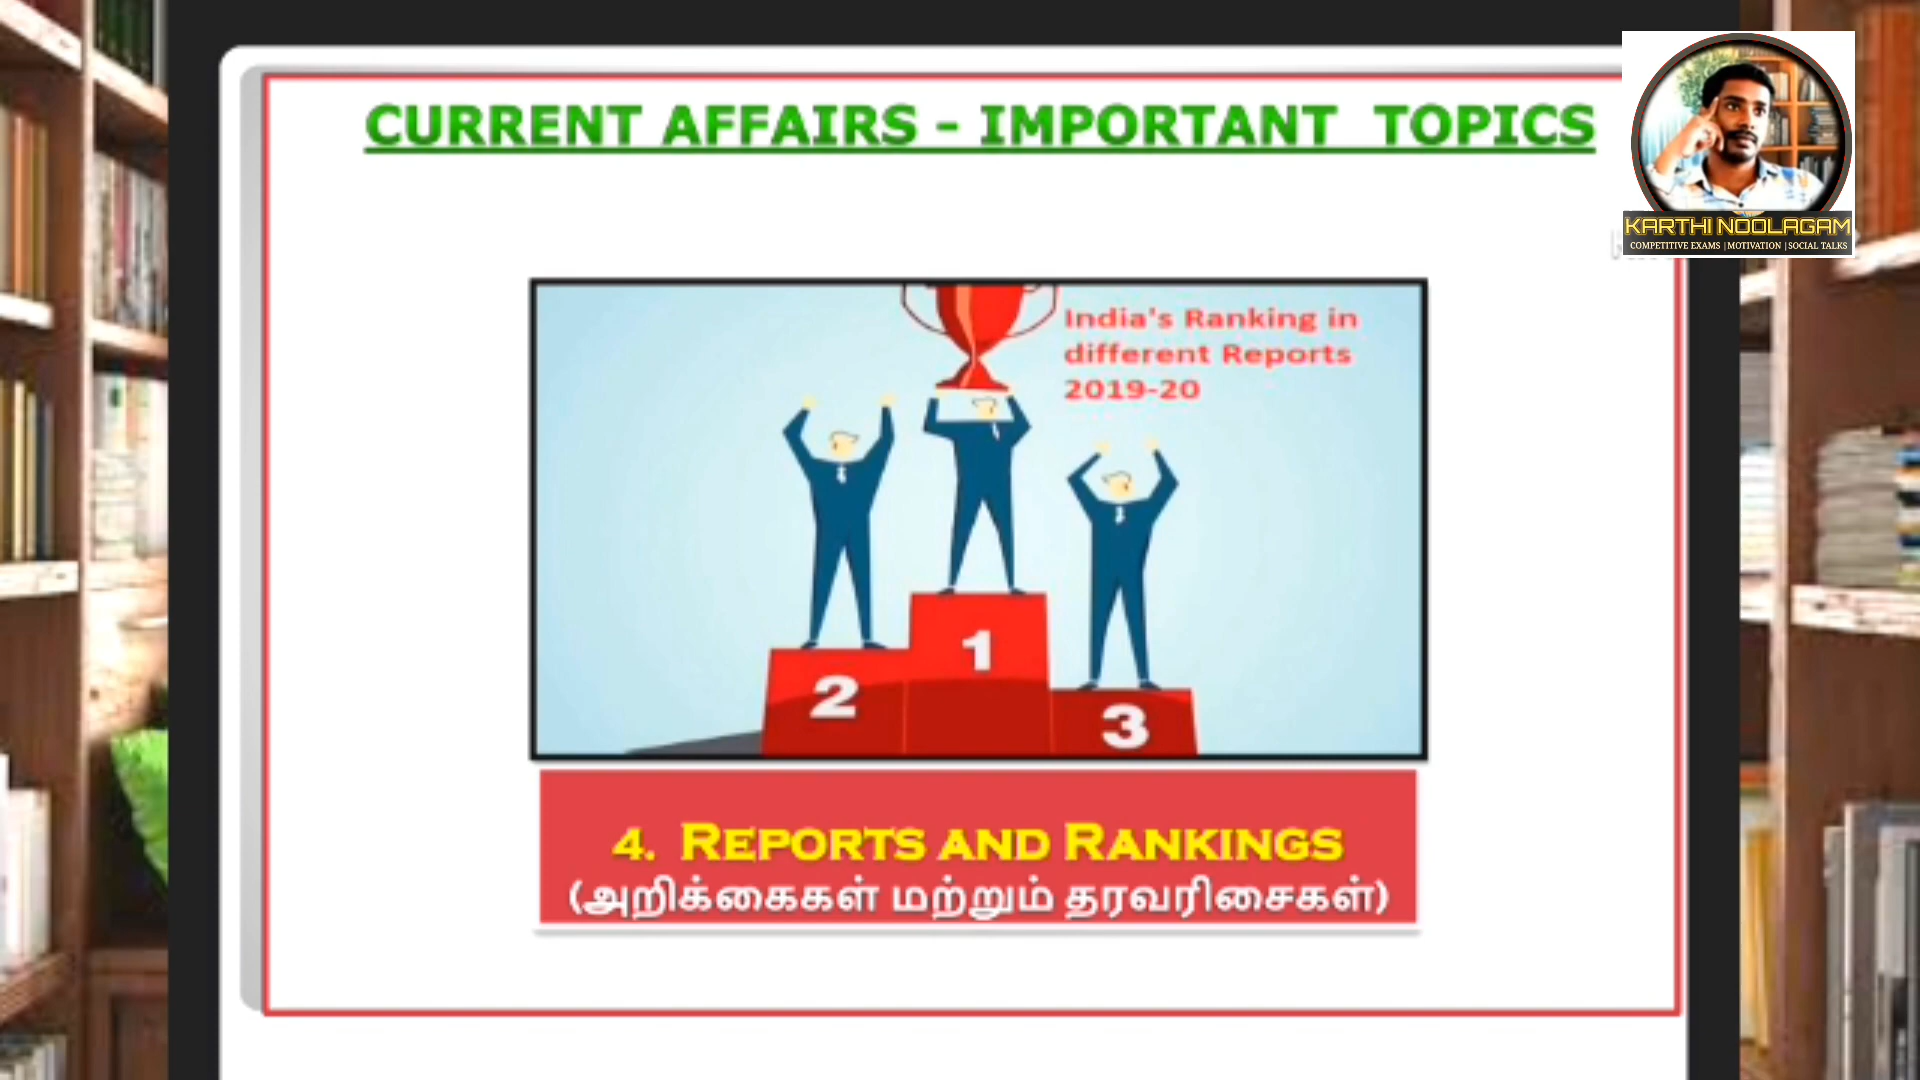 CURRENT AFFAIRS - IMPORTANT TOPICS
KARTHI NOOLAGAM
COMPETITIVE EXAMS | MOTIVATION | SOCIAL TALKS
India's Ranking in
different Reports
2019-20
1
2
3
4. REPORTS AND RANKINGS
(அறிக்கைகள் மற்றும் தரவரிசைகள்)